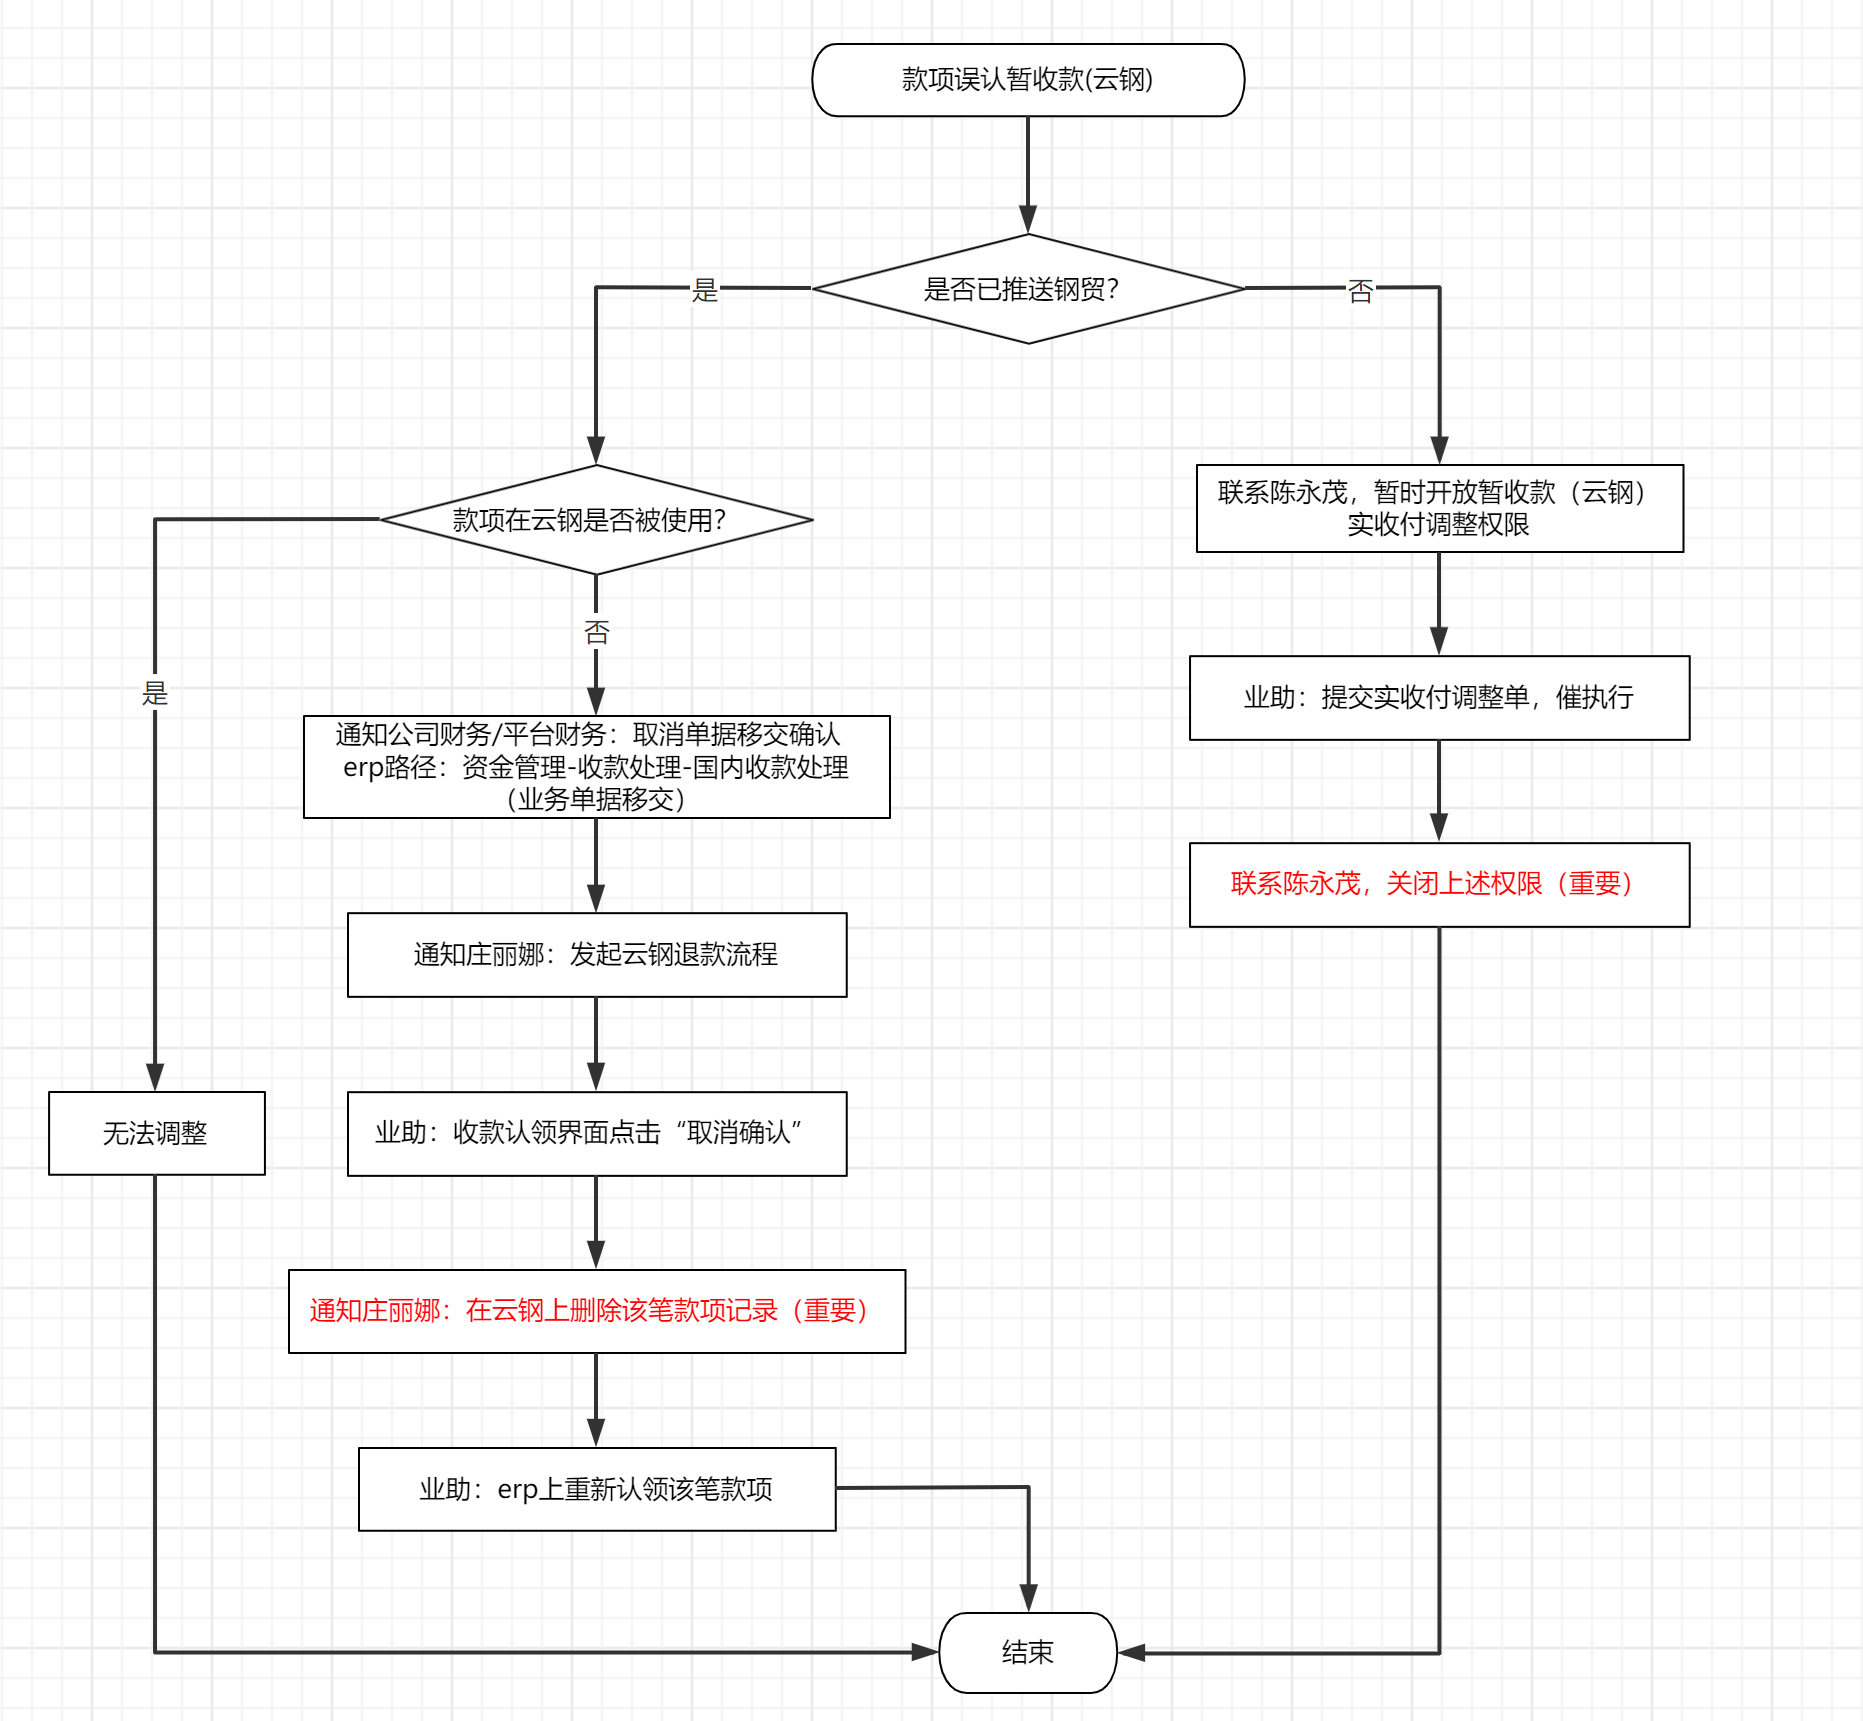 款项误认暂收款(云钢)
是否已推送钢贸？
是
否
款项在云钢是否被使用？
联系陈永茂，暂时开放暂收款（云钢）
实收付调整权限
否
是
业助：提交实收付调整单，催执行
通知公司财务/平台财务：取消单据移交确认
erp路径：资金管理-收款处理-国内收款处理
（业务单据移交）
联系陈永茂，关闭上述权限（重要）
通知庄丽娜：发起云钢退款流程
无法调整
业助：收款认领界面点击“取消确认”
通知庄丽娜：在云钢上删除该笔款项记录（重要）
业助：erp上重新认领该笔款项
结束